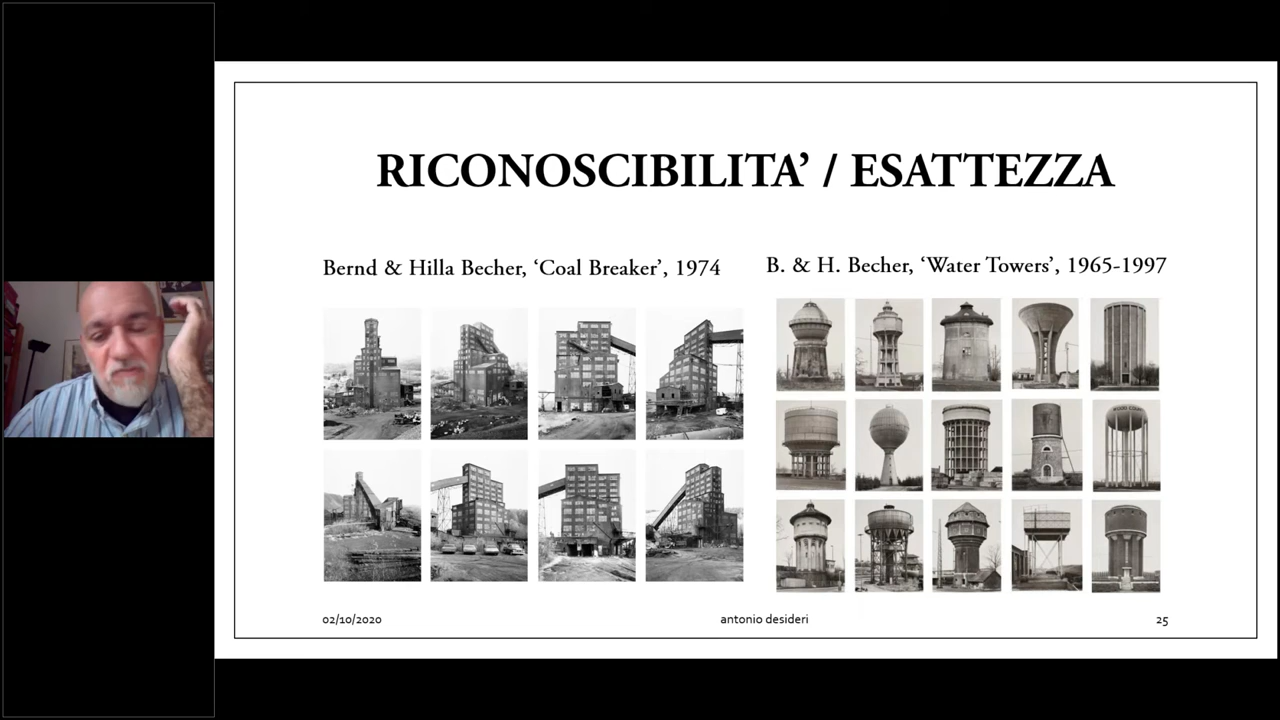 RICONOSCIBILITA’ / ESATTEZZA
Bernd & Hilla Becher, ‘Coal Breaker’, 1974
B. & H. Becher, ‘Water Towers’, 1965-1997
02/10/2020
antonio desideri
25